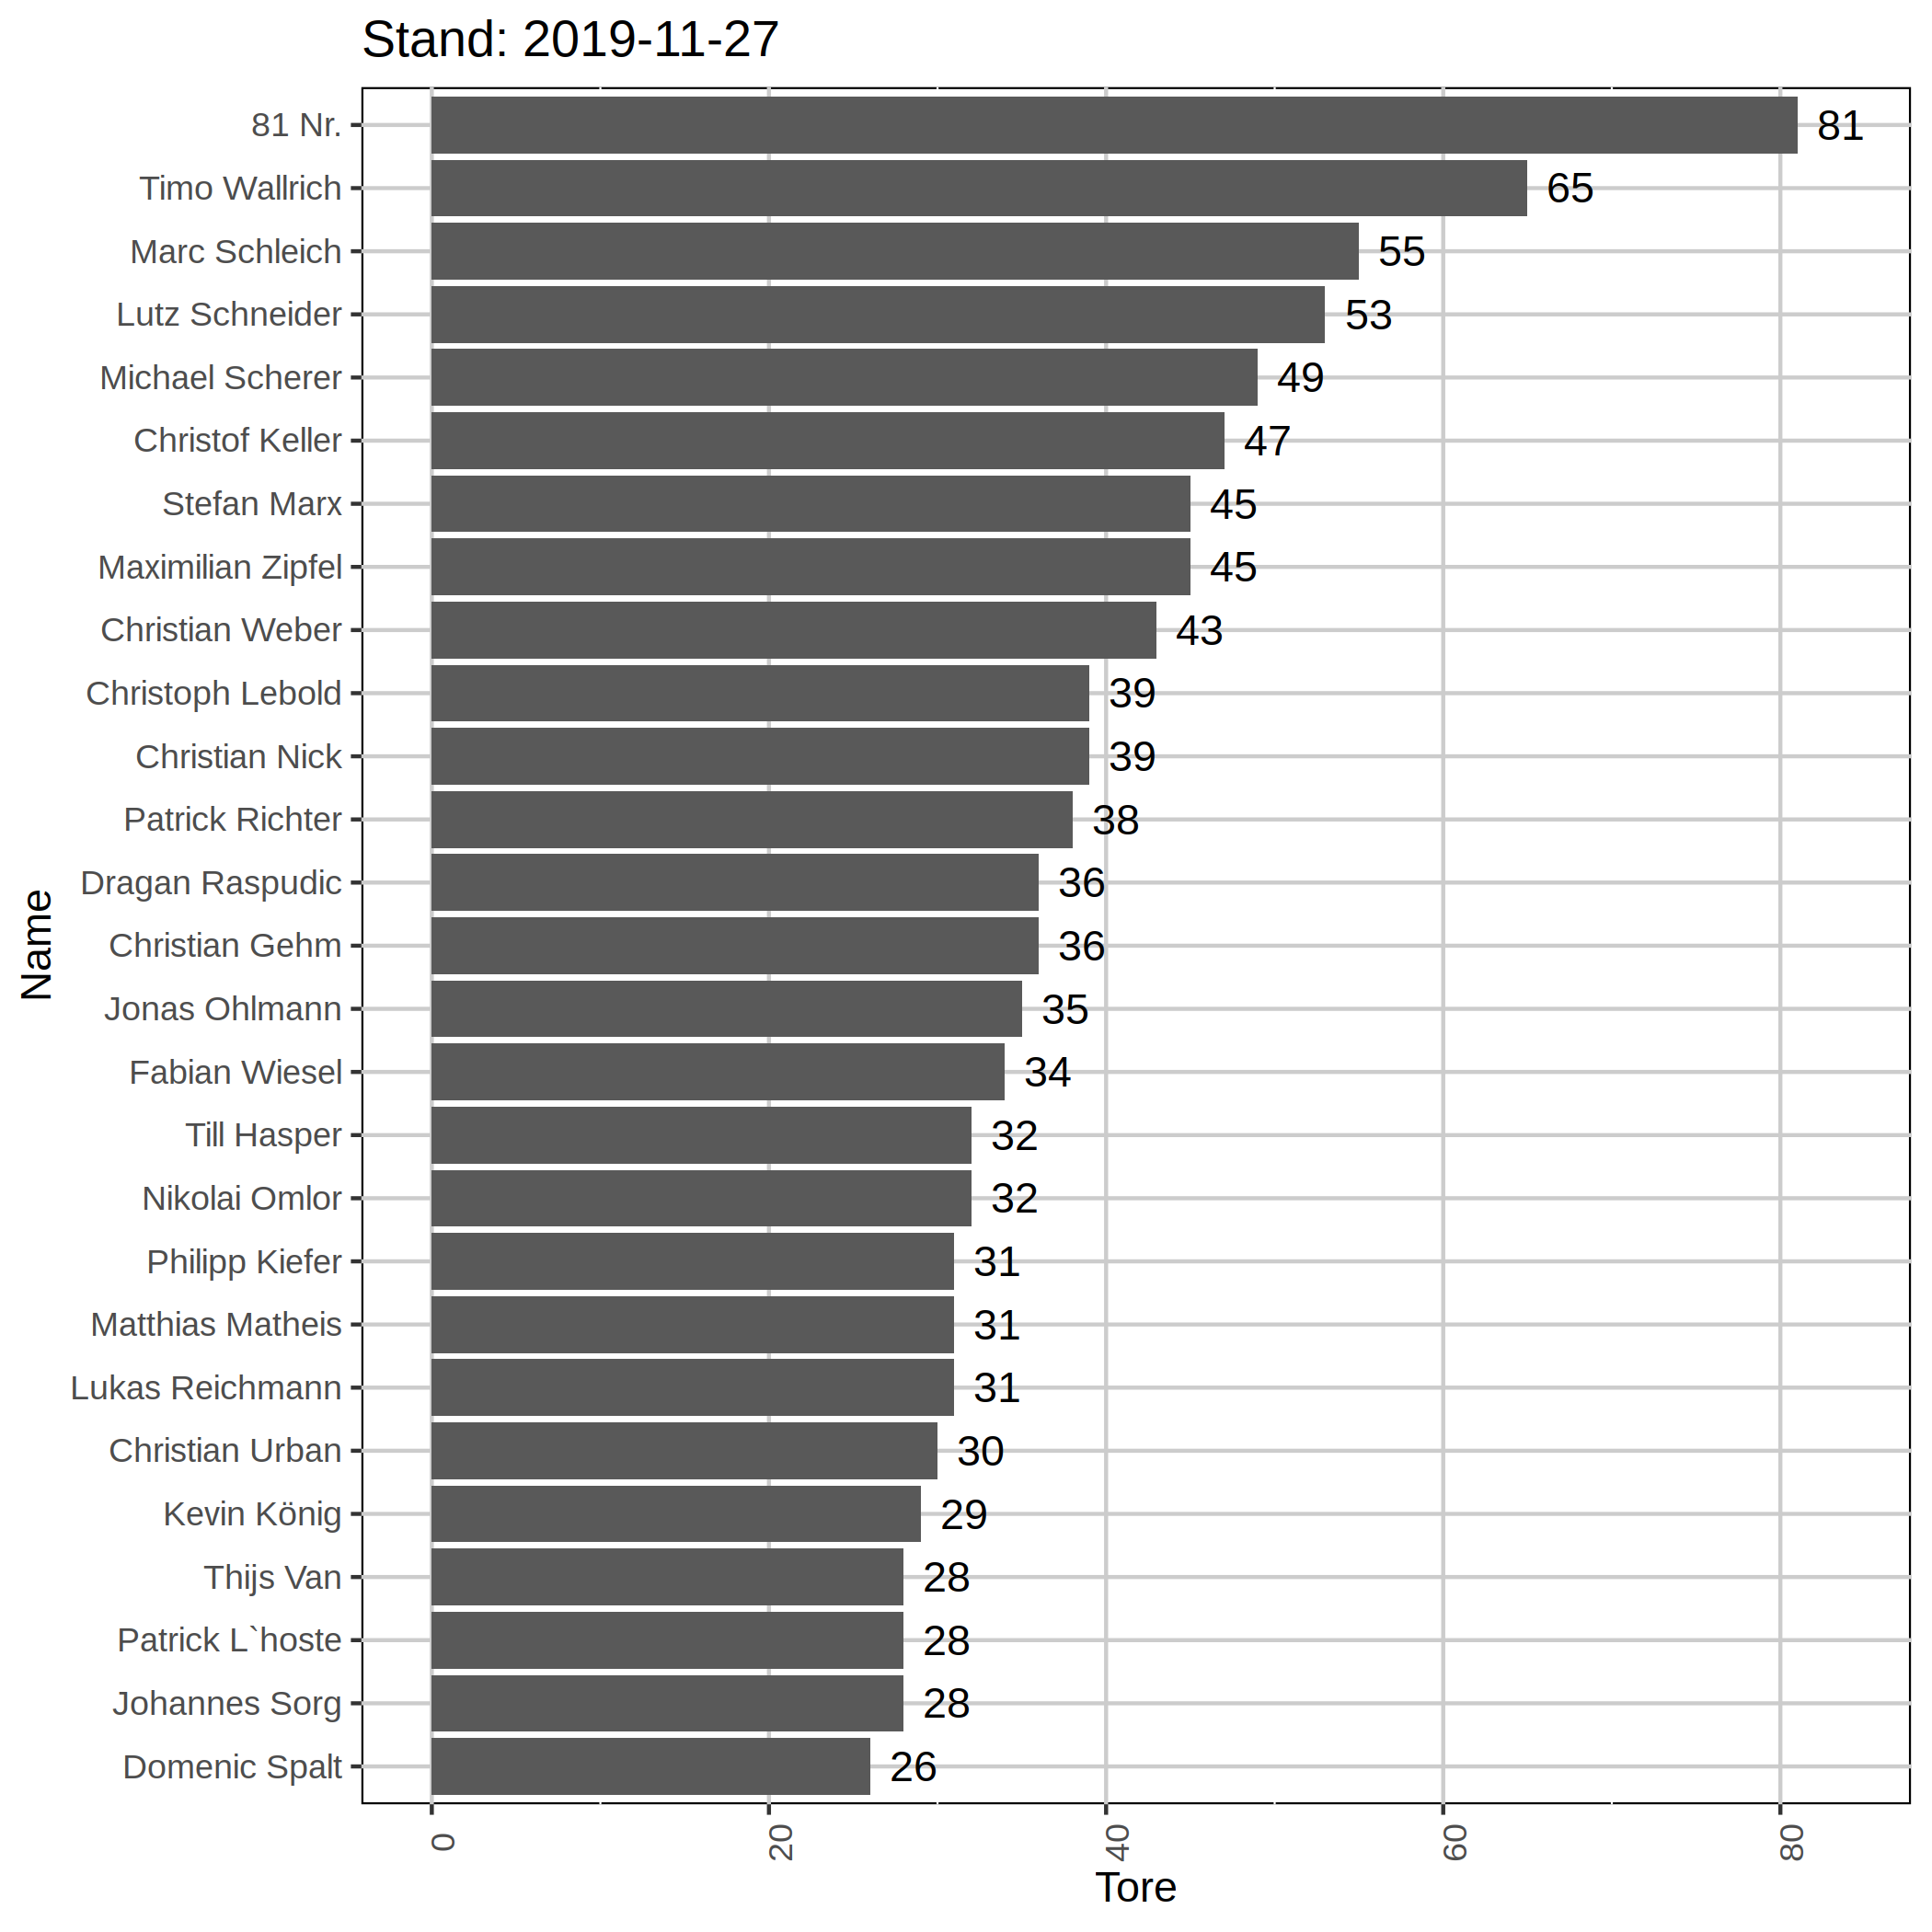 Stand: 2019-11-27
81 Nr. 81
Timo Wallrich 65
Marc Schleich 55
Lutz Schneider 53
Michael Scherer 49
Christof Keller 47
Stefan Marx 45
Maximilian Zipfel 45
Christian Weber 43
Christoph Lebold 39
Christian Nick 39
Patrick Richter 38
Dragan Raspudic 36
Christian Gehm 36
Jonas Ohlmann 35
Fabian Wiesel 34
Till Hasper 32
Nikolai Omlor 32
Philipp Kiefer 31
Matthias Matheis 31
Lukas Reichmann 31
Christian Urban 30
Kevin König 29
Thijs Van 28
Patrick L`hoste 28
Johannes Sorg 28
Domenic Spalt 26
Name
0 20 40 60 80
Tore